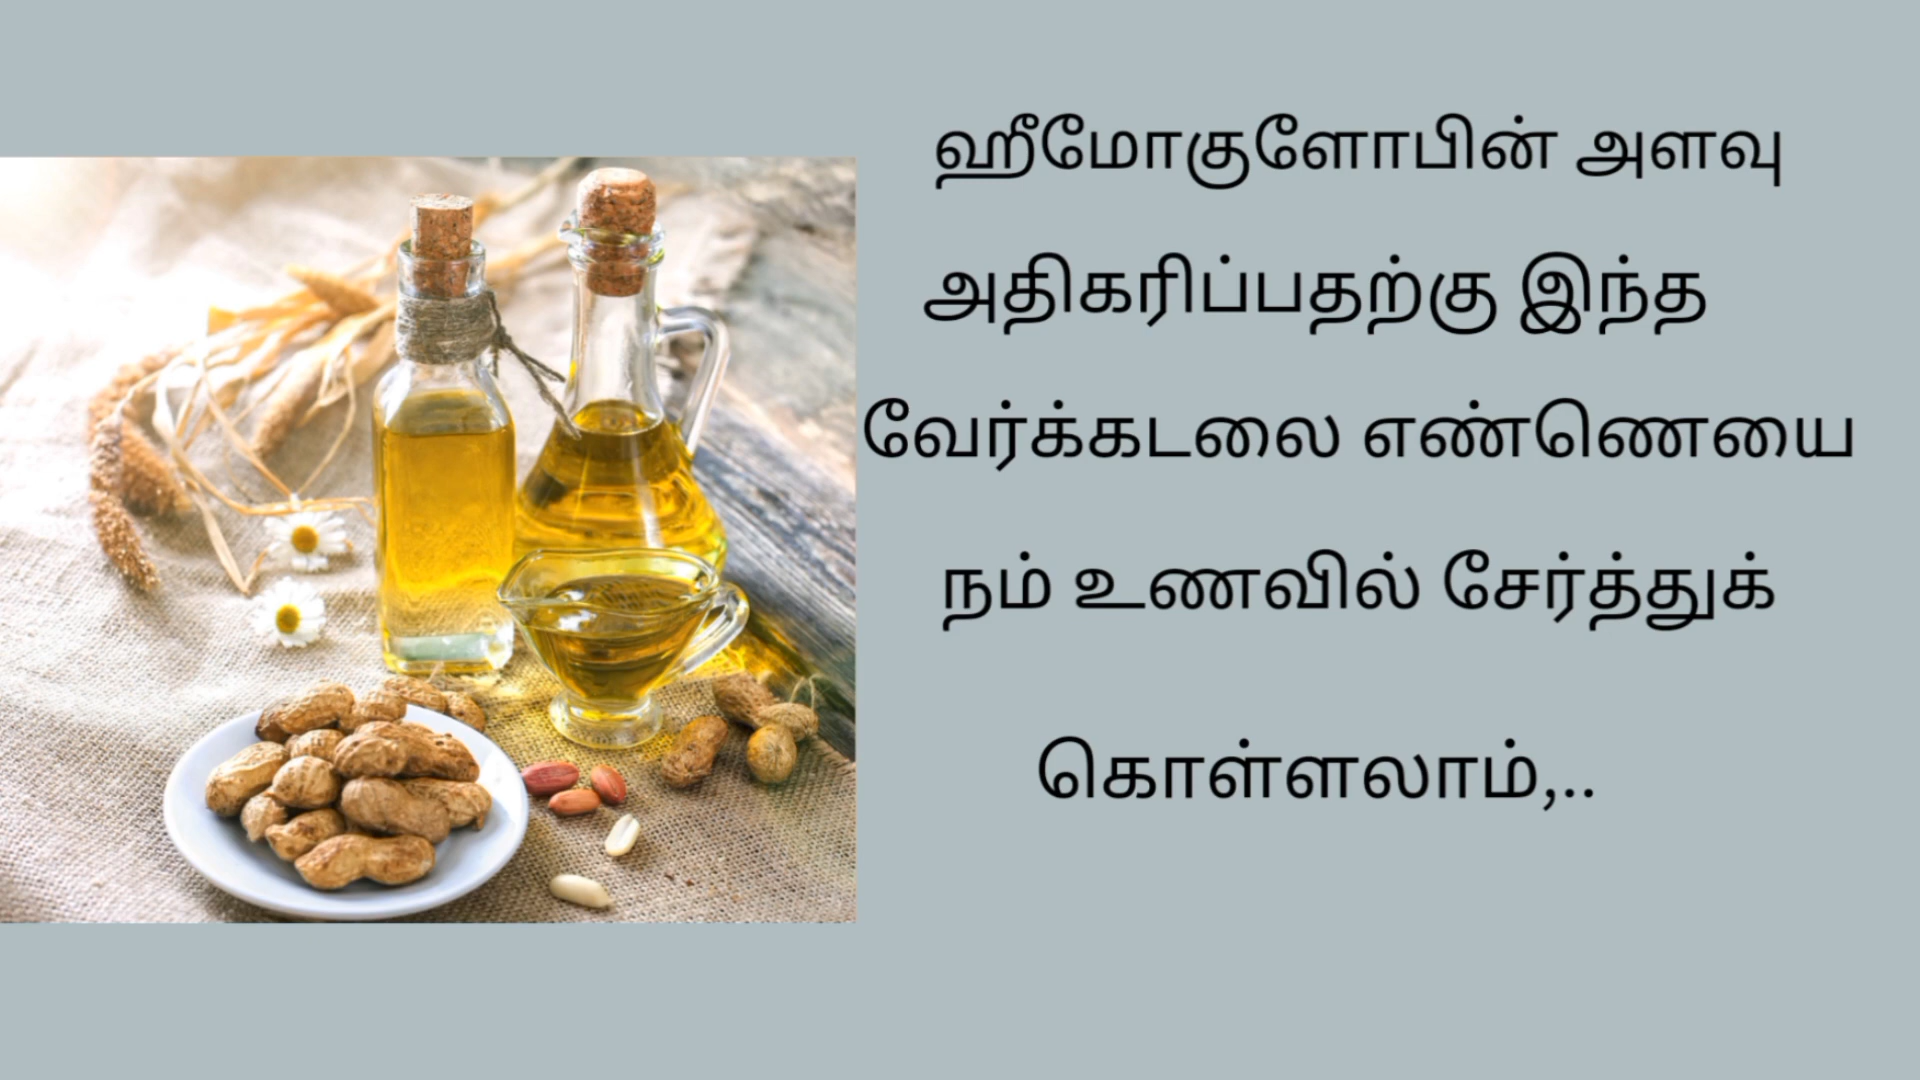 ஹீமோகுளோபின் அளவு
அதிகரிப்பதற்கு இந்த
வேர்க்கடலை எண்ணெயை
நம் உணவில் சேர்த்துக்
கொள்ளலாம்,..